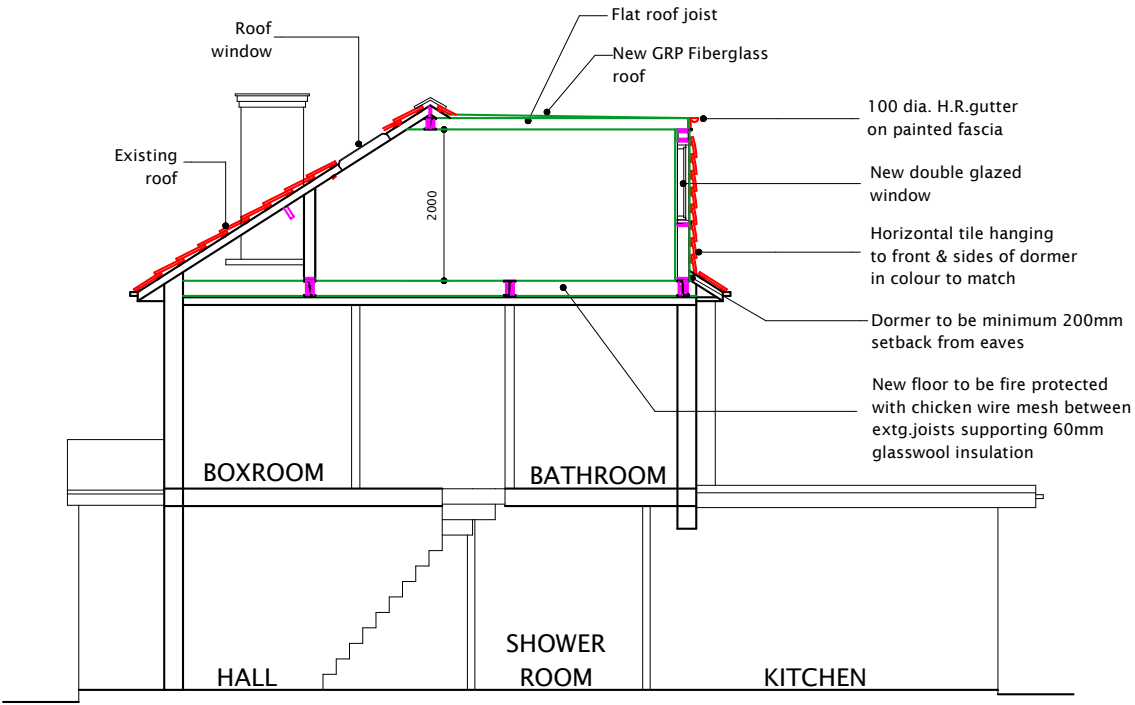 Flat roof joist
Roof
window
New GRP Fiberglass
roof
100 dia. H.R.gutter
on painted fascia
Existing
roof
New double glazed
window
2000
Horizontal tile hanging
to front & sides of dormer
in colour to match
Dormer to be minimum 200mm
setback from eaves
New floor to be fire protected
with chicken wire mesh between
extg.joists supporting 60mm
glasswool insulation
BOXROOM
BATHROOM
HALL
SHOWER
ROOM
KITCHEN